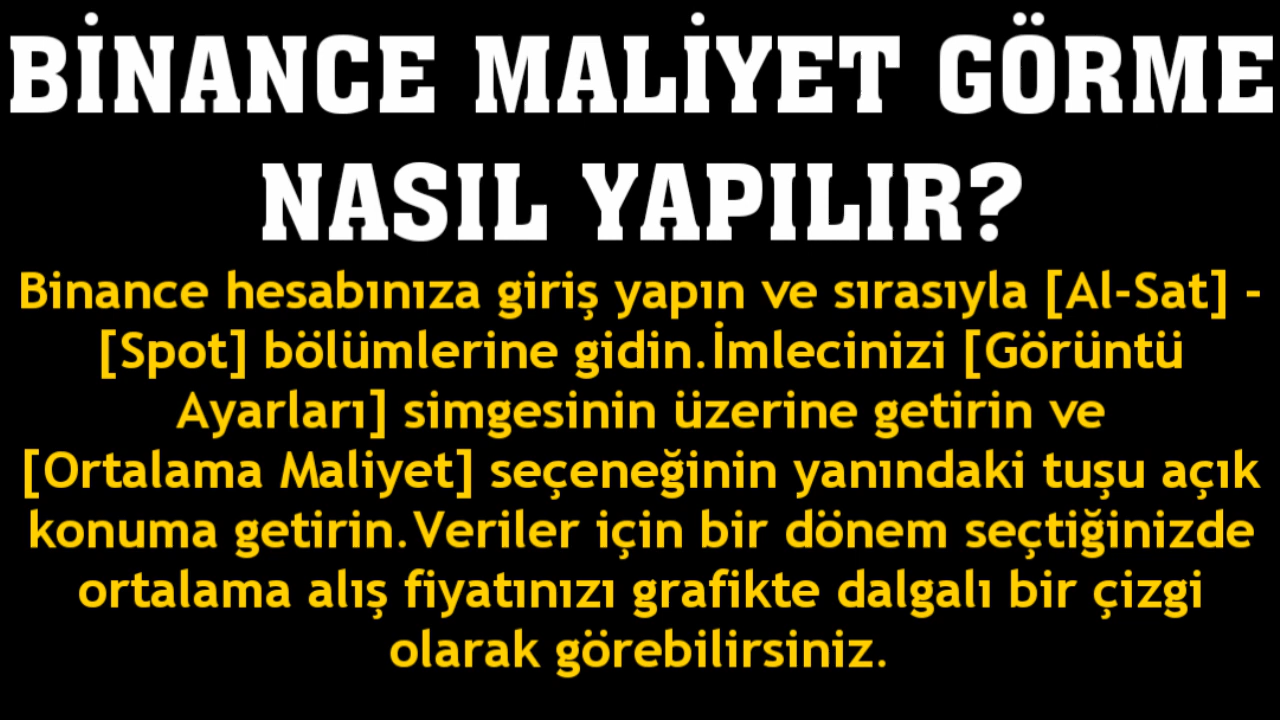 BİNANCE MALİYET GÖRME
NASIL YAPILIR?
Binance hesabınıza giriş yapın ve sırasıyla [Al-Sat] -
[Spot] bölümlerine gidin.İmlecinizi [Görüntü
Ayarları] simgesinin üzerine getirin ve
[Ortalama Maliyet] seçeneğinin yanındaki tuşu açık
konuma getirin.Veriler için bir dönem seçtiğinizde
ortalama alış fiyatınızı grafikte dalgalı bir çizgi
olarak görebilirsiniz.